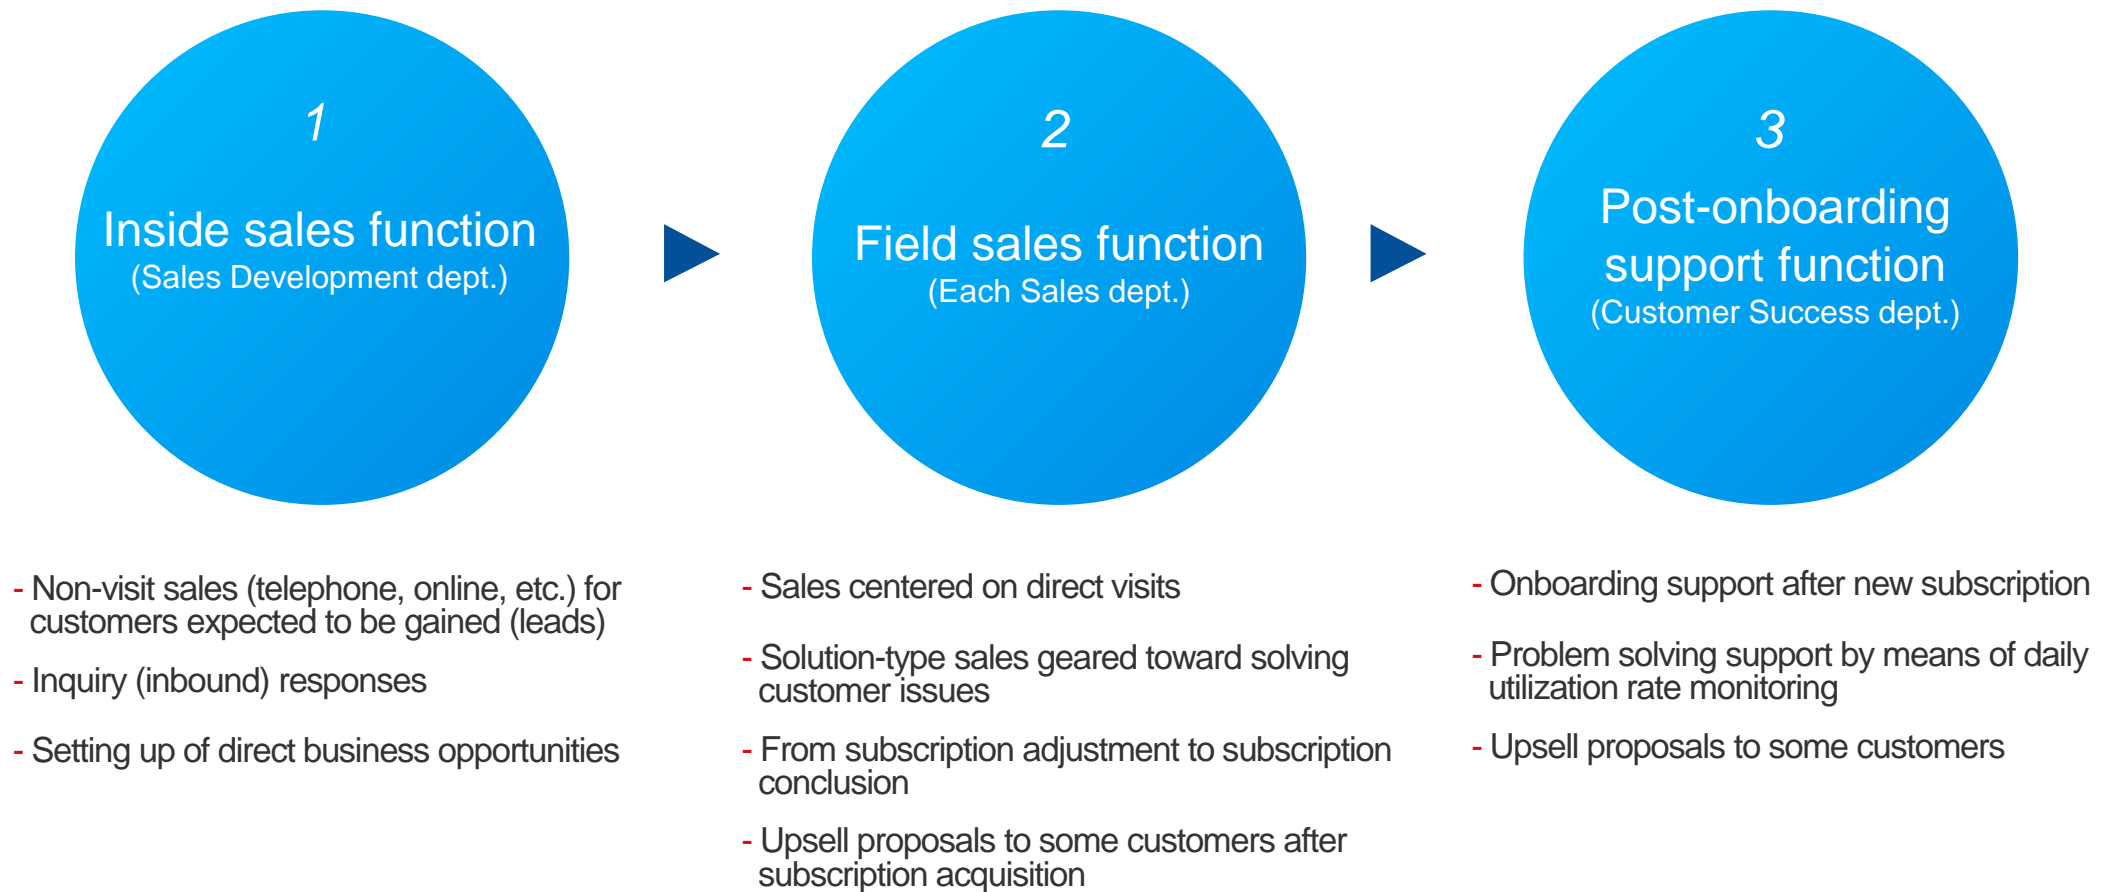 1
Inside sales function
(Sales Development dept.)
- Non-visit sales (telephone, online, etc.) for
customers expected to be gained (leads)
- Inquiry (inbound) responses
- Setting up of direct business opportunities
2
Field sales function
(Each Sales dept.)
- Sales centered on direct visits
- Solution-type sales geared toward solving
customer issues
- From subscription adjustment to subscription
conclusion
- Upsell proposals to some customers after
subscription acquisition
3
Post-onboarding
support function
(Customer Success dept.)
- Onboarding support after new subscription
- Problem solving support by means of daily
utilization rate monitoring
- Upsell proposals to some customers